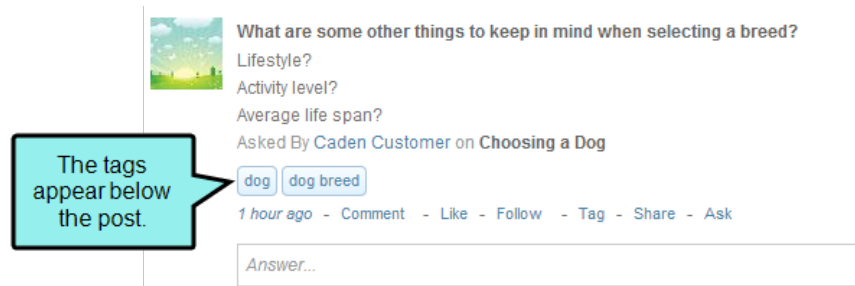 What are some other things to keep in mind when selecting a breed?
Lifestyle?
Activity level?
Average life span?
Asked By Caden Customer on Choosing a Dog
The tags
appear below
the post.
dog dog breed
1 hour ago - Comment - Like - Follow - Tag - Share - Ask
Answer...